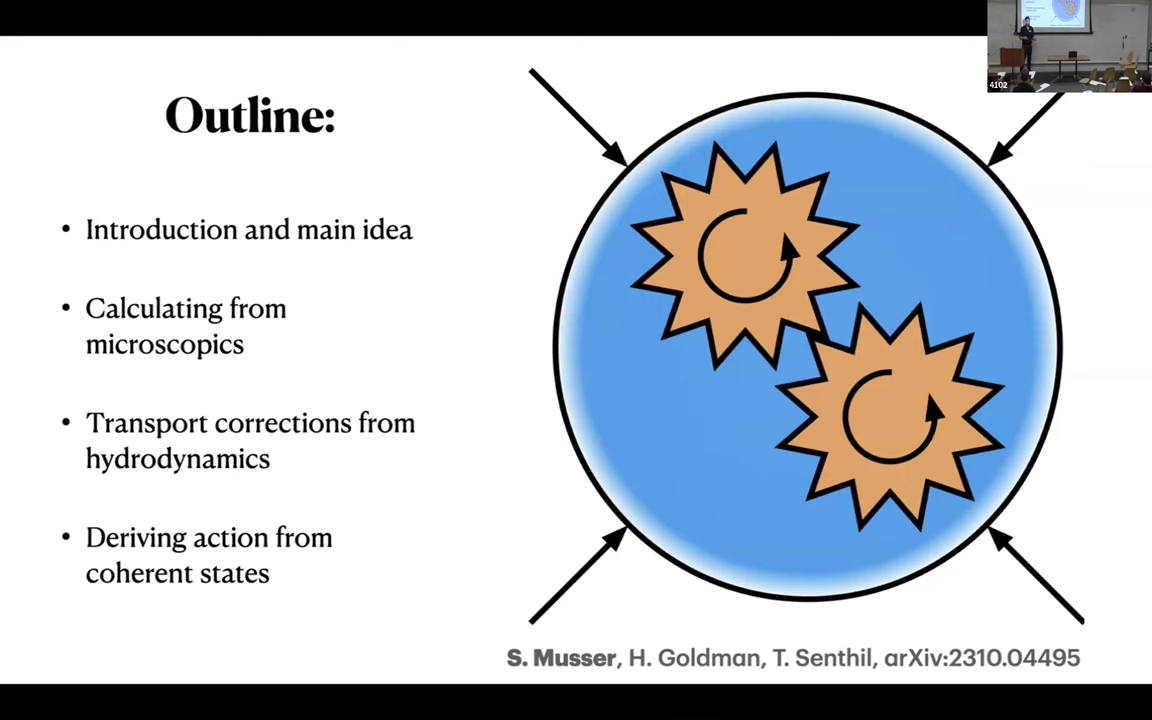 Outline:
• Introduction and main idea
• Calculating from
microscopics
• Transport corrections from
hydrodynamics
• Deriving action from
coherent states
S. Musser, H. Goldman, T. Senthil, arXiv:2310.04495
4102